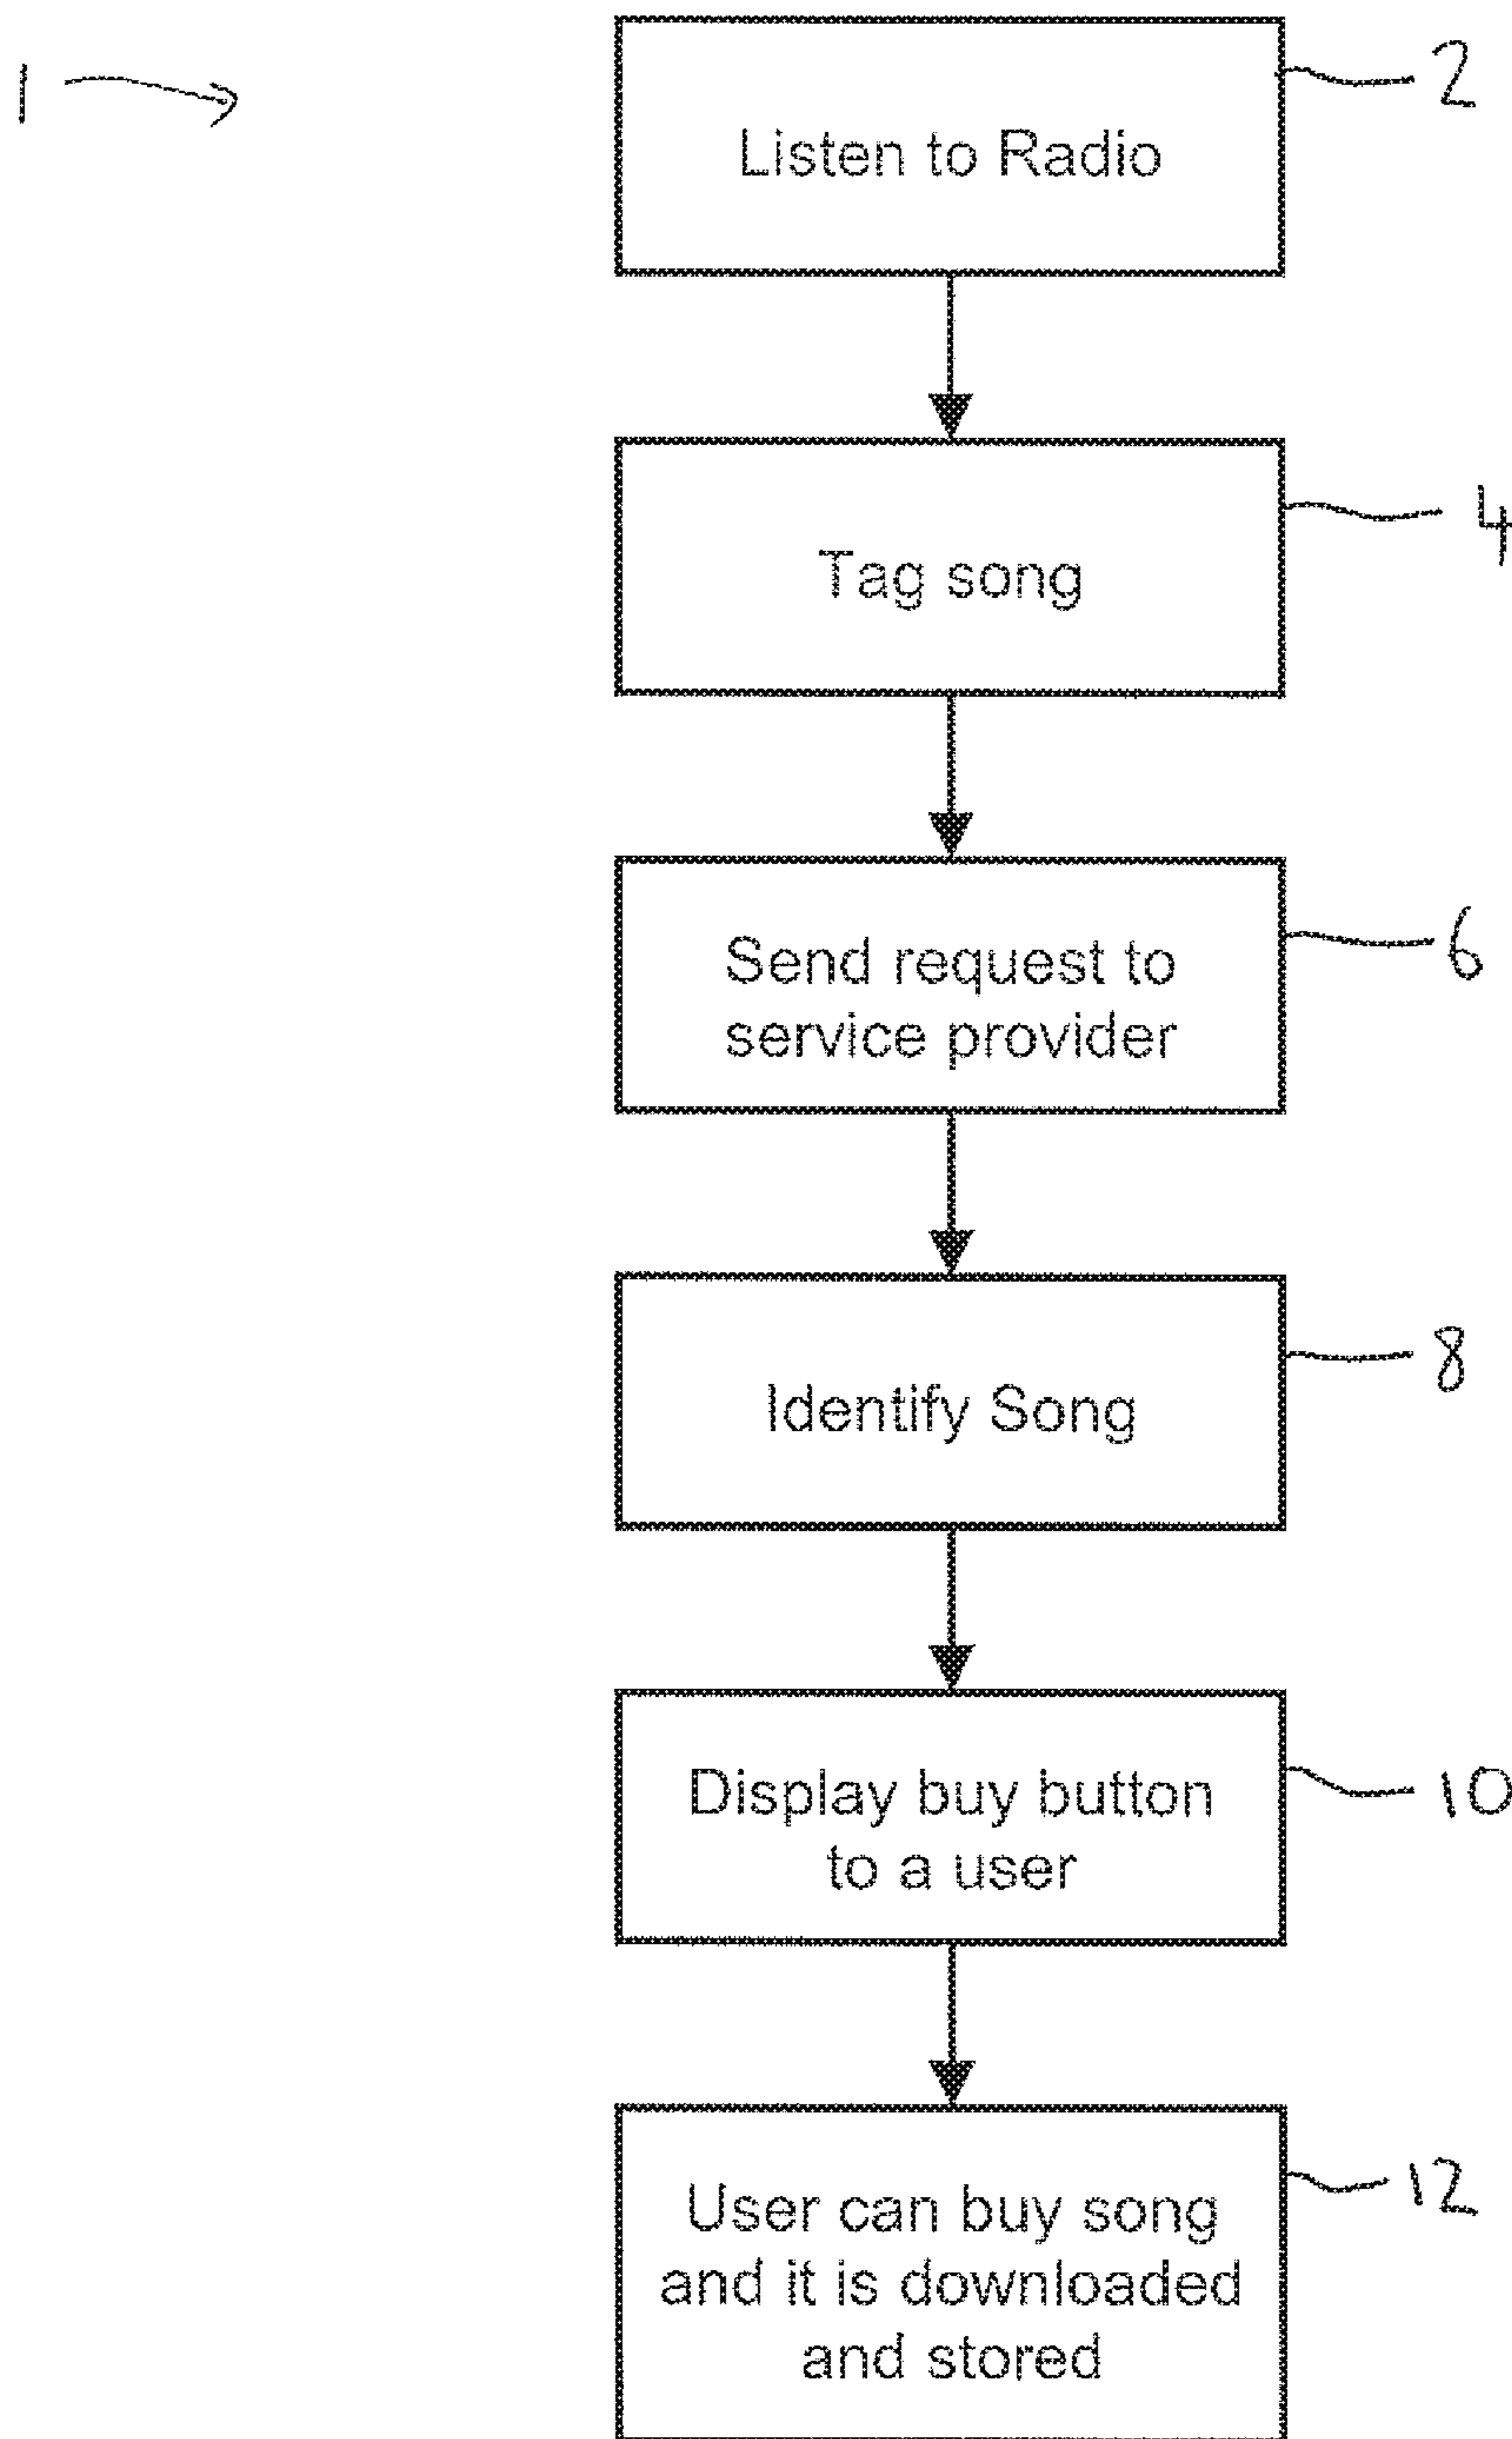 1
2
Listen to Radio
4
Tag song
6
Send request to
service provider
8
Identify Song
10
Display buy button
to a user
12
User can buy song
and it is downloaded
and stored